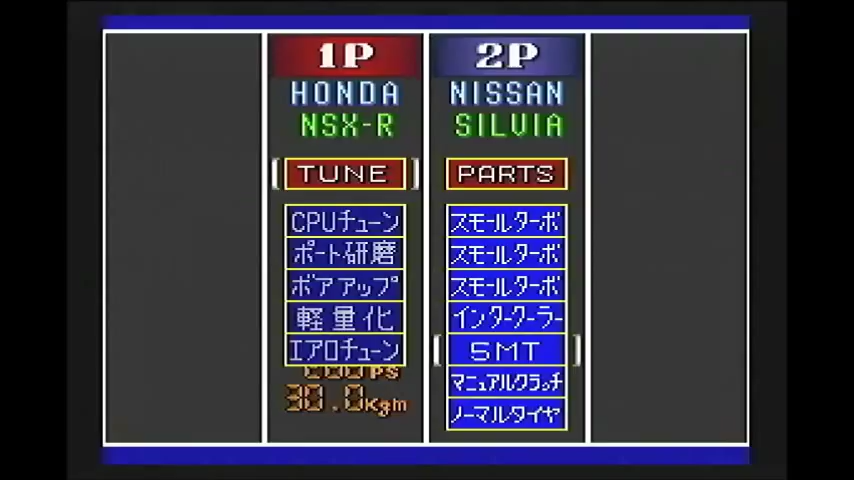 1P
HONDA
NSX-R
TUNE
CPUチューン
ポート研磨
ボアアップ
軽量化
エアロチューン
PS
30.0Kgm
2P
NISSAN
SILVIA
PARTS
スモールターボ
スモールターボ
スモールターボ
インタークーラー
5MT
マニュアルクラッチ
ノーマルタイヤ